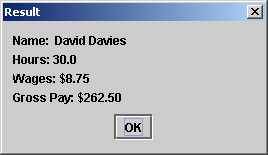 Result
Name: David Davies
Hours: 30.0
Wages: $8.75
Gross Pay: $262.50
OK